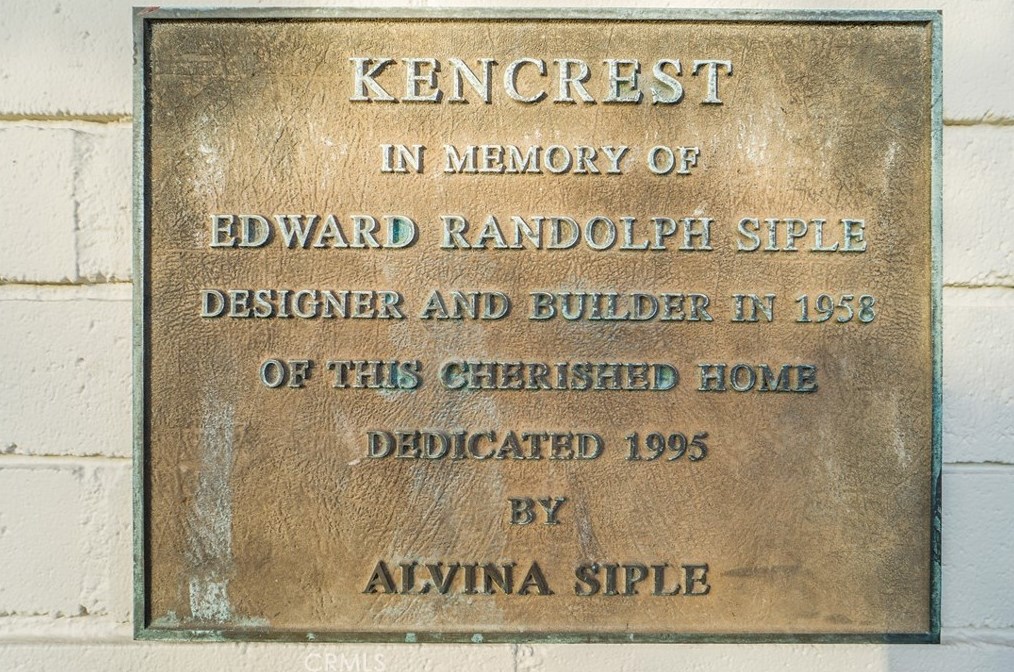 KENCREST
IN MEMORY OF
EDWARD RANDOLPH SIPLE
DESIGNER AND BUILDER IN 1958
OF THIS CHERISHED HOME
DEDICATED 1995
BY
ALVINA SIPLE
CRMLS